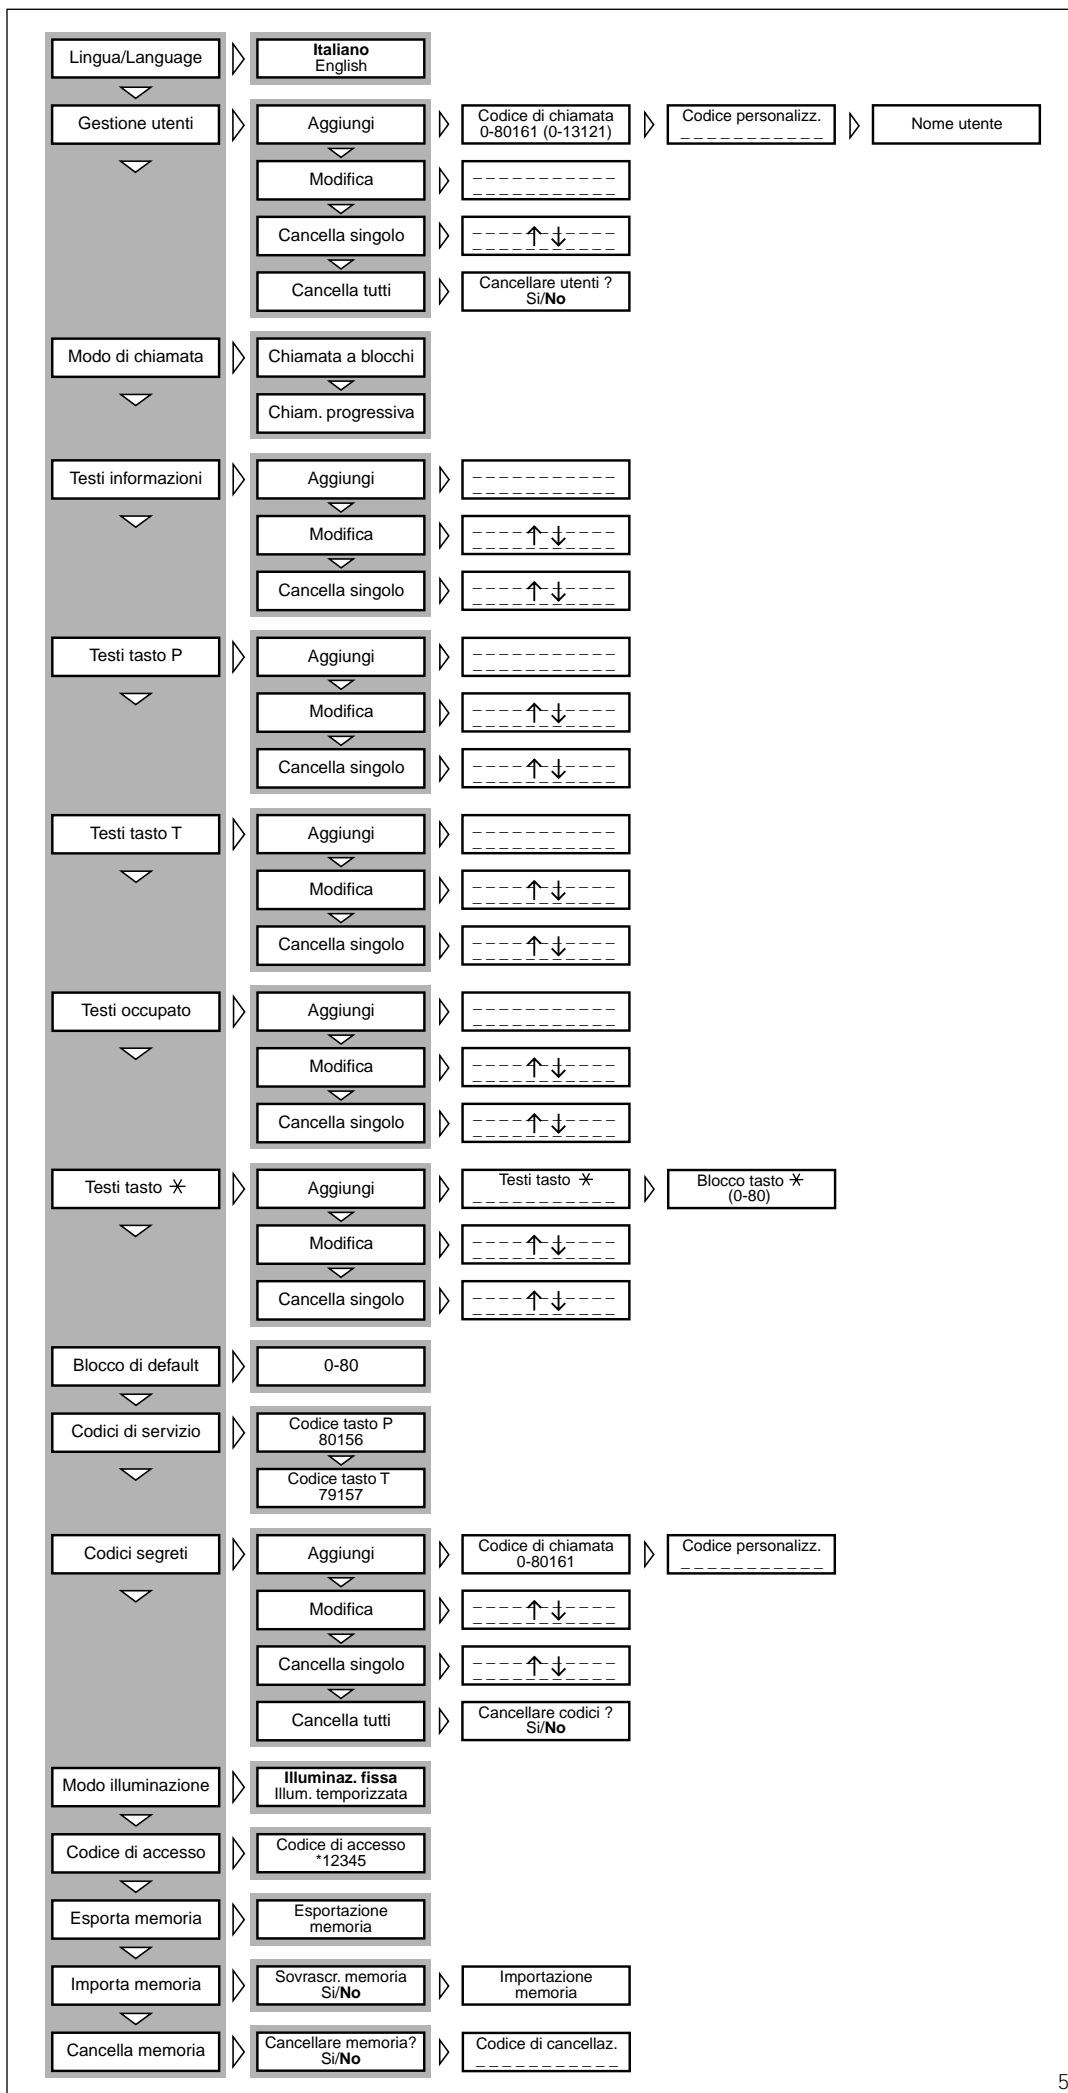 Lingua/Language
Italiano
English
Gestione utenti
Aggiungi
Codice di chiamata
0-80161 (0-13121)
Codice personalizz.
Nome utente
Modifica
Cancella singolo
Cancella tutti
Cancellare utenti ?
Si/No
Modo di chiamata
Chiamata a blocchi
Chiam. progressiva
Testi informazioni
Aggiungi
Modifica
Cancella singolo
Testi tasto P
Aggiungi
Modifica
Cancella singolo
Testi tasto T
Aggiungi
Modifica
Cancella singolo
Testi occupato
Aggiungi
Modifica
Cancella singolo
Testi tasto *
Aggiungi
Testi tasto *
Blocco tasto *
(0-80)
Modifica
Cancella singolo
Blocco di default
0-80
Codici di servizio
Codice tasto P
80156
Codice tasto T
79157
Codici segreti
Aggiungi
Codice di chiamata
0-80161
Codice personalizz.
Modifica
Cancella singolo
Cancella tutti
Cancellare codici ?
Si/No
Modo illuminazione
Illuminaz. fissa
Illum. temporizzata
Codice di accesso
Codice di accesso
*12345
Esporta memoria
Esportazione
memoria
Importa memoria
Sovrascr. memoria
Si/No
Importazione
memoria
Cancella memoria
Cancellare memoria?
Si/No
Codice di cancellaz.
5